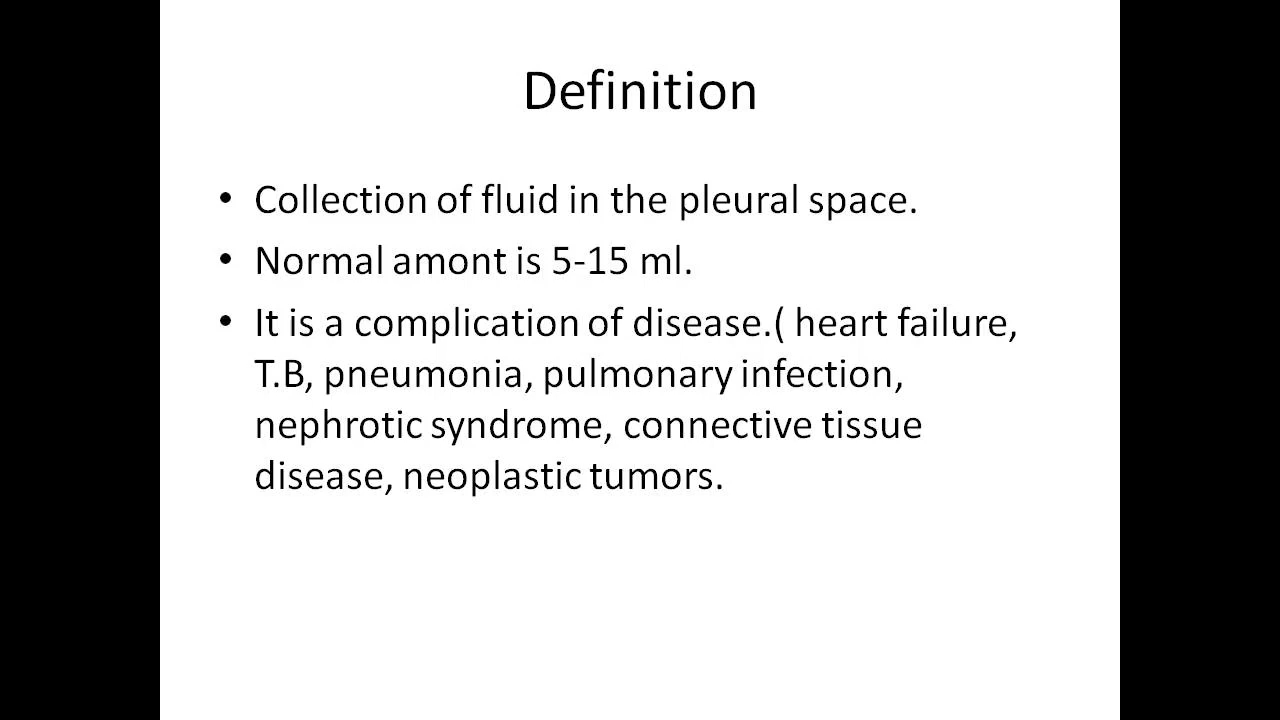 Definition
• Collection of fluid in the pleural space.
• Normal amont is 5-15 ml.
• It is a complication of disease.( heart failure,
T.B, pneumonia, pulmonary infection,
nephrotic syndrome, connective tissue
disease, neoplastic tumors.